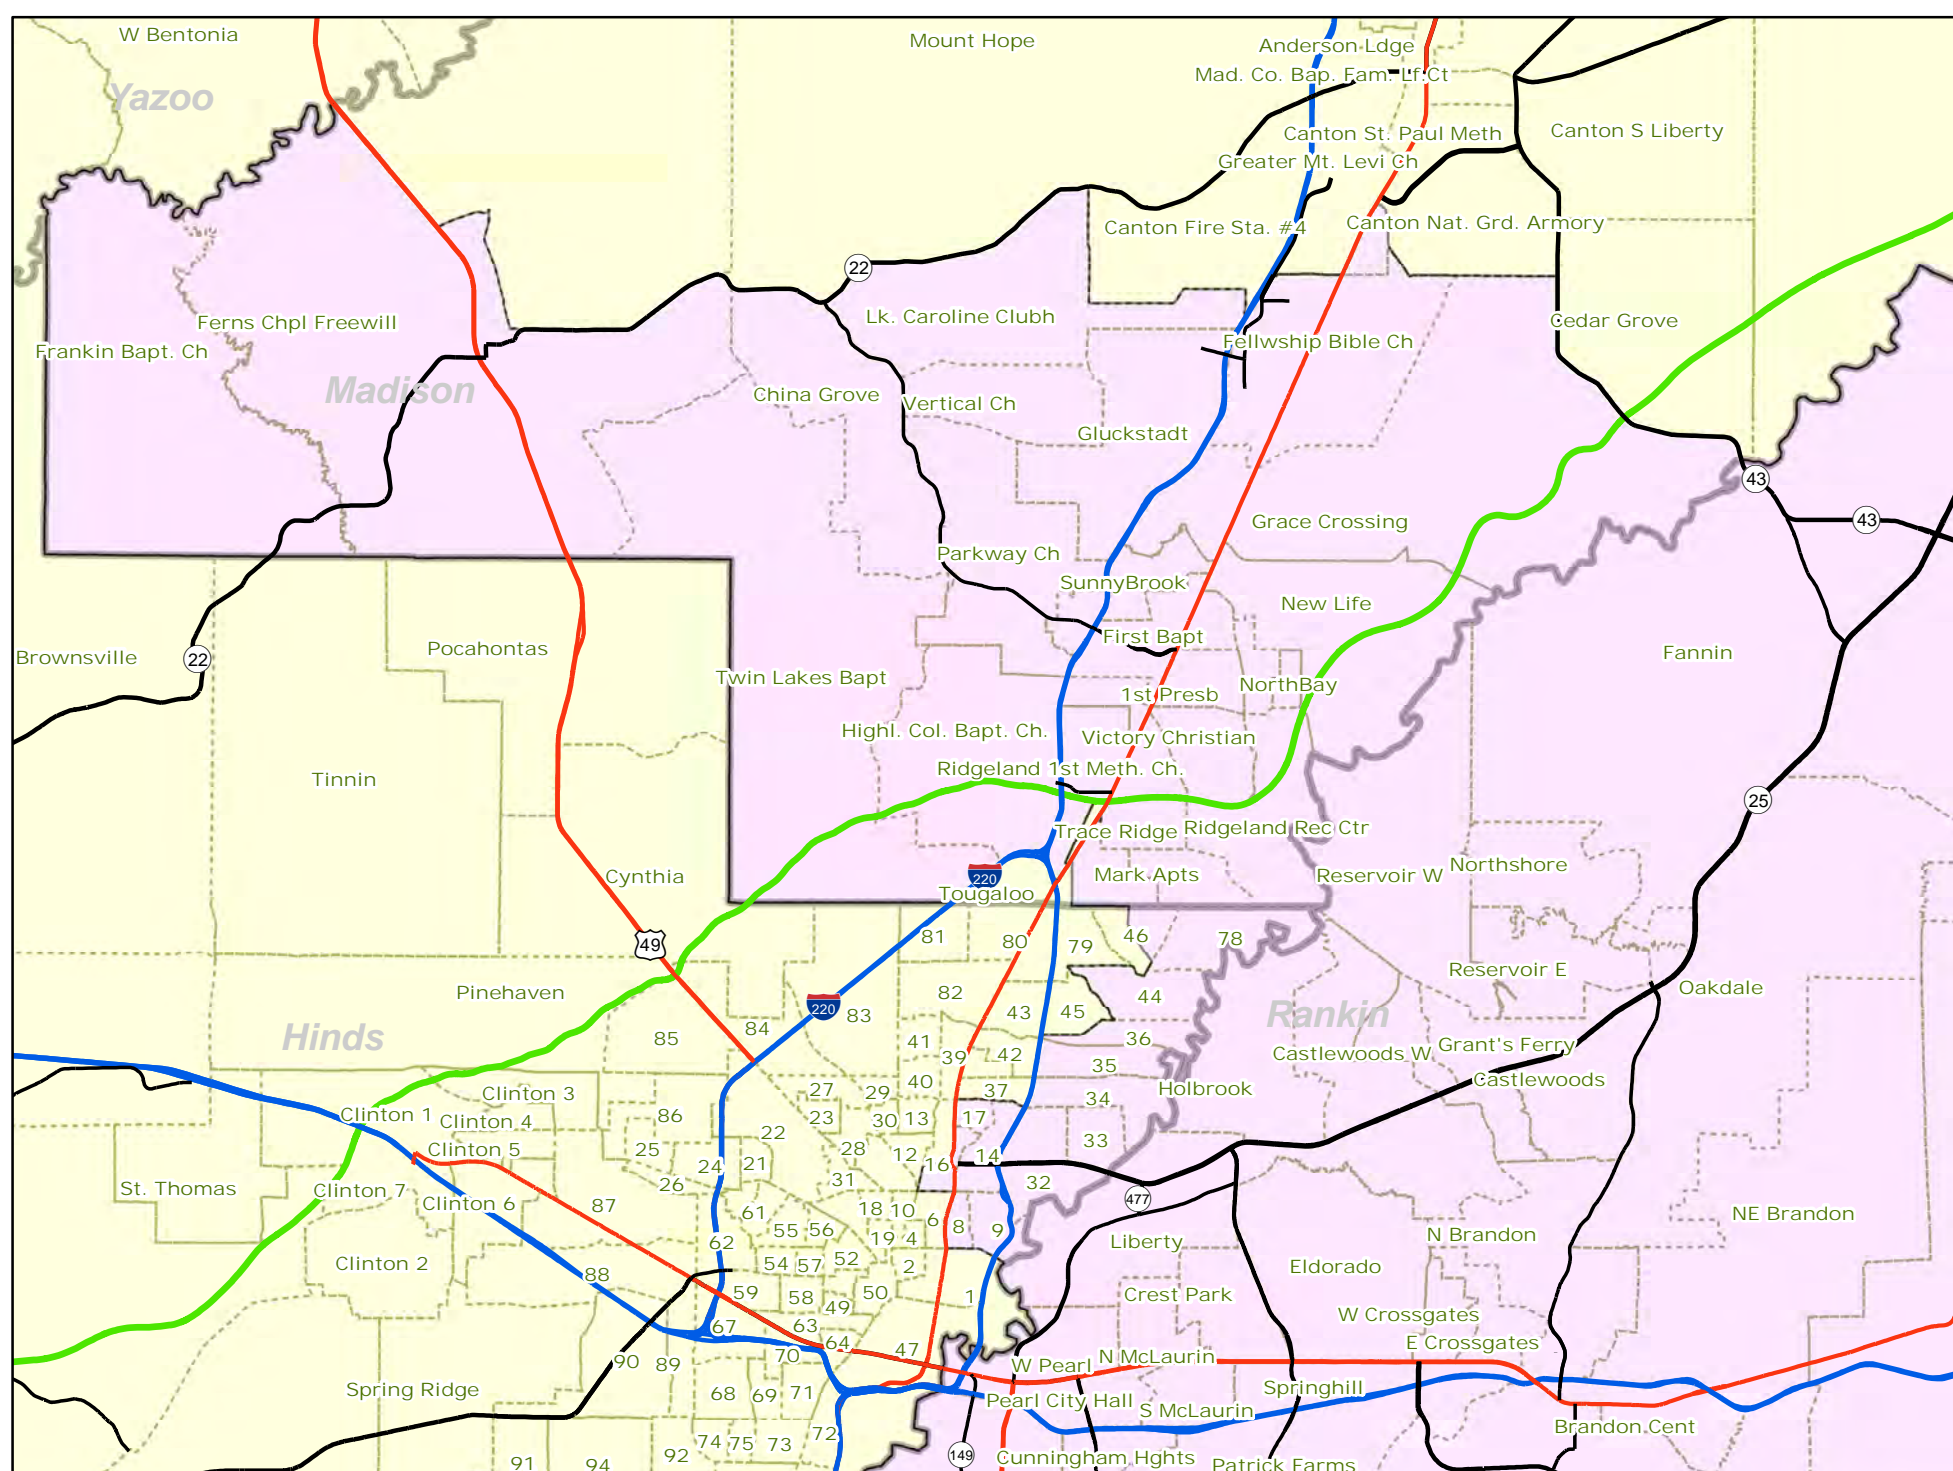 W Bentonia
Mount Hope
Anderson Ldge
Mad. Co. Bap. Fam. Lf.Ct
Yazoo
Canton St. Paul Meth
Canton S Liberty
Greater Mt. Levi Ch
Canton Fire Sta. #4
Canton Nat. Grd. Armory
22
Lk. Caroline Clubh
Ferns Chpl Freewill
Cedar Grove
Frankin Bapt. Ch
Fellwship Bible Ch
Madison
China Grove
Vertical Ch
Gluckstadt
43
43
Grace Crossing
Parkway Ch
SunnyBrook
New Life
First Bapt
Pocahontas
Brownsville
22
Fannin
Twin Lakes Bapt
NorthBay
1st Presb
Highl. Col. Bapt. Ch.
Victory Christian
Ridgeland 1st Meth. Ch.
Tinnin
25
Trace Ridge
Ridgeland Rec Ctr
Northshore
Cynthia
220
Mark Apts
Reservoir W
Tougaloo
49
81
80
79
46
78
Reservoir E
Oakdale
Pinehaven
82
44
220
83
43
45
Rankin
84
Hinds
85
41
36
39
42
Castlewoods W
Grant's Ferry
35
27
29
40
37
Holbrook
Castlewoods
Clinton 3
34
Clinton 1
Clinton 4
86
23
30
13
17
22
33
Clinton 5
25
28
12
14
24
21
16
26
31
32
St. Thomas
Clinton 7
Clinton 6
87
477
61
18
10
6
8
9
NE Brandon
55
56
62
19
4
Liberty
N Brandon
Clinton 2
54
57
52
2
Eldorado
88
59
58
49
50
1
Crest Park
67
63
W Crossgates
64
47
E Crossgates
90
89
70
W Pearl
N McLaurin
Spring Ridge
68
69
71
Pearl City Hall
Springhill
S McLaurin
72
Brandon Cent
74
75
73
92
149
Cunningham Hghts
91
94
Patrick Farms